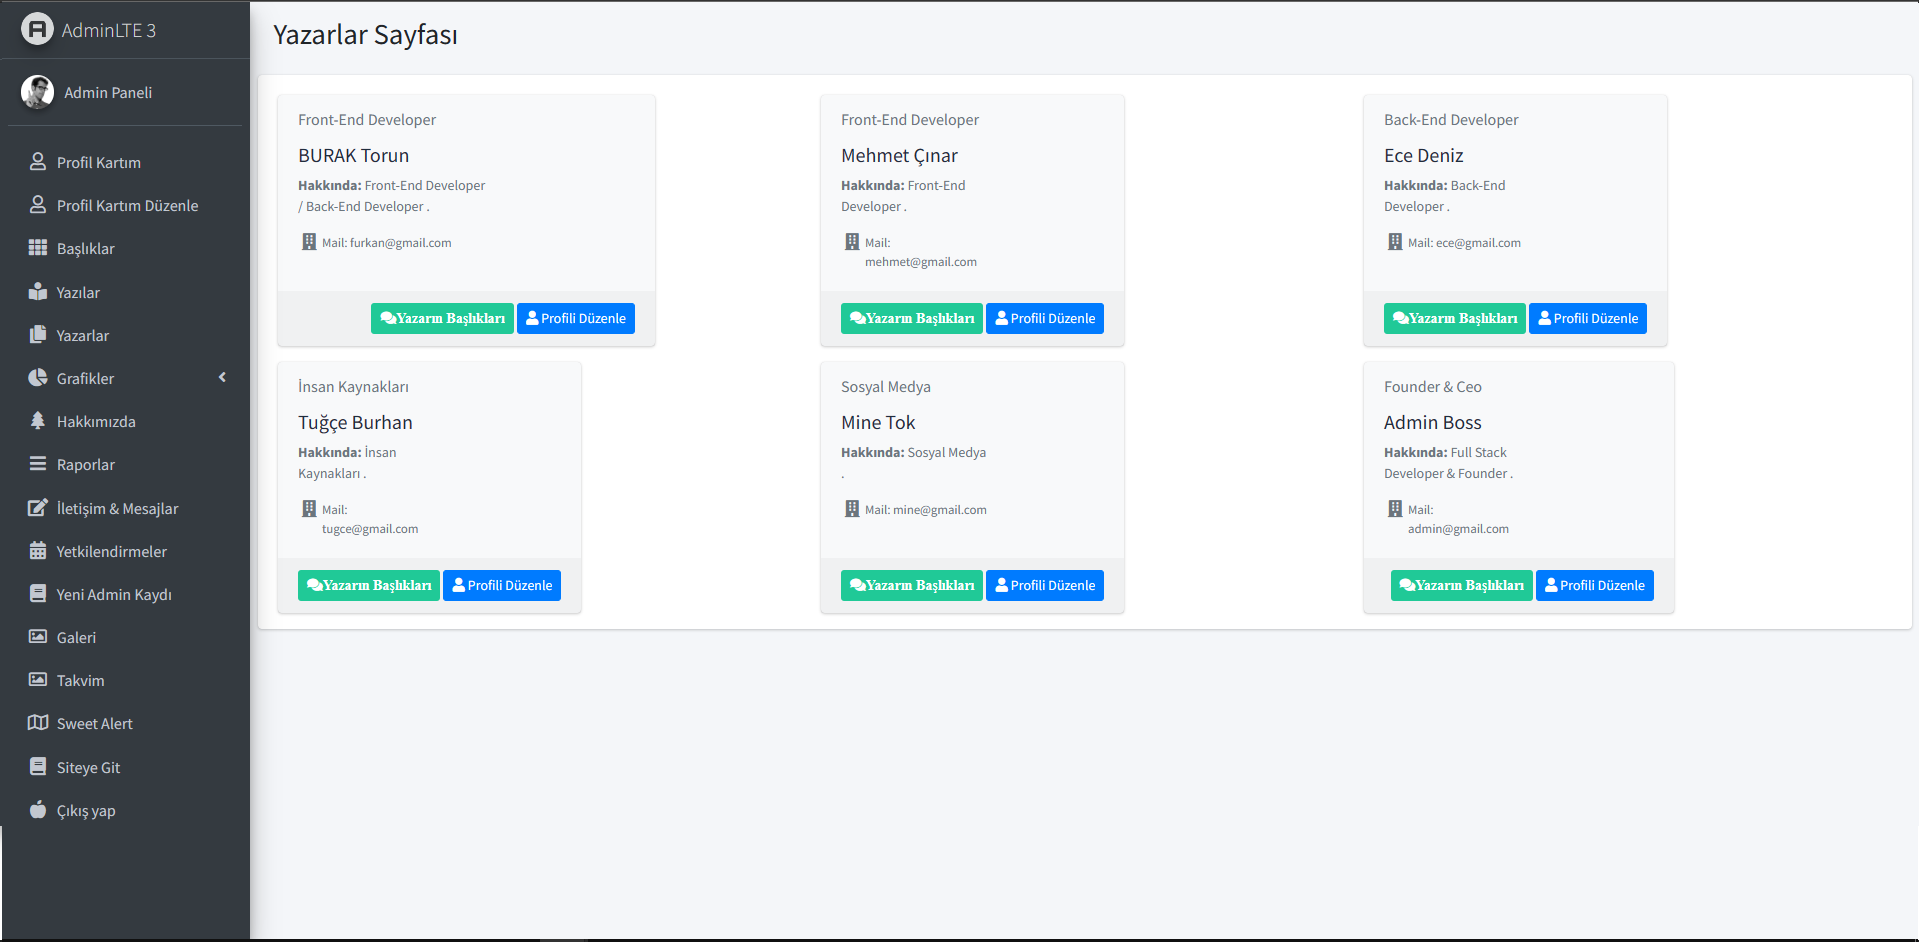 AdminLTE 3
Admin Paneli
Profil Kartım
Profil Kartım Düzenle
Başlıklar
Yazılar
Yazarlar
Grafikler
Hakkımızda
Raporlar
İletişim & Mesajlar
Yetkilendirmeler
Yeni Admin Kaydı
Galeri
Takvim
Sweet Alert
Siteye Git
Çıkış yap
Yazarlar Sayfası
Front-End Developer
BURAK Torun
Hakkında: Front-End Developer
/ Back-End Developer .
Mail: furkan@gmail.com
Yazarın Başlıkları Profili Düzenle
Front-End Developer
Mehmet Çınar
Hakkında: Front-End
Developer .
Mail:
mehmet@gmail.com
Yazarın Başlıkları Profili Düzenle
Back-End Developer
Ece Deniz
Hakkında: Back-End
Developer .
Mail: ece@gmail.com
Yazarın Başlıkları Profili Düzenle
İnsan Kaynakları
Tuğçe Burhan
Hakkında: İnsan
Kaynakları .
Mail:
tugce@gmail.com
Yazarın Başlıkları Profili Düzenle
Sosyal Medya
Mine Tok
Hakkında: Sosyal Medya
.
Mail: mine@gmail.com
Yazarın Başlıkları Profili Düzenle
Founder & Ceo
Admin Boss
Hakkında: Full Stack
Developer & Founder .
Mail:
admin@gmail.com
Yazarın Başlıkları Profili Düzenle